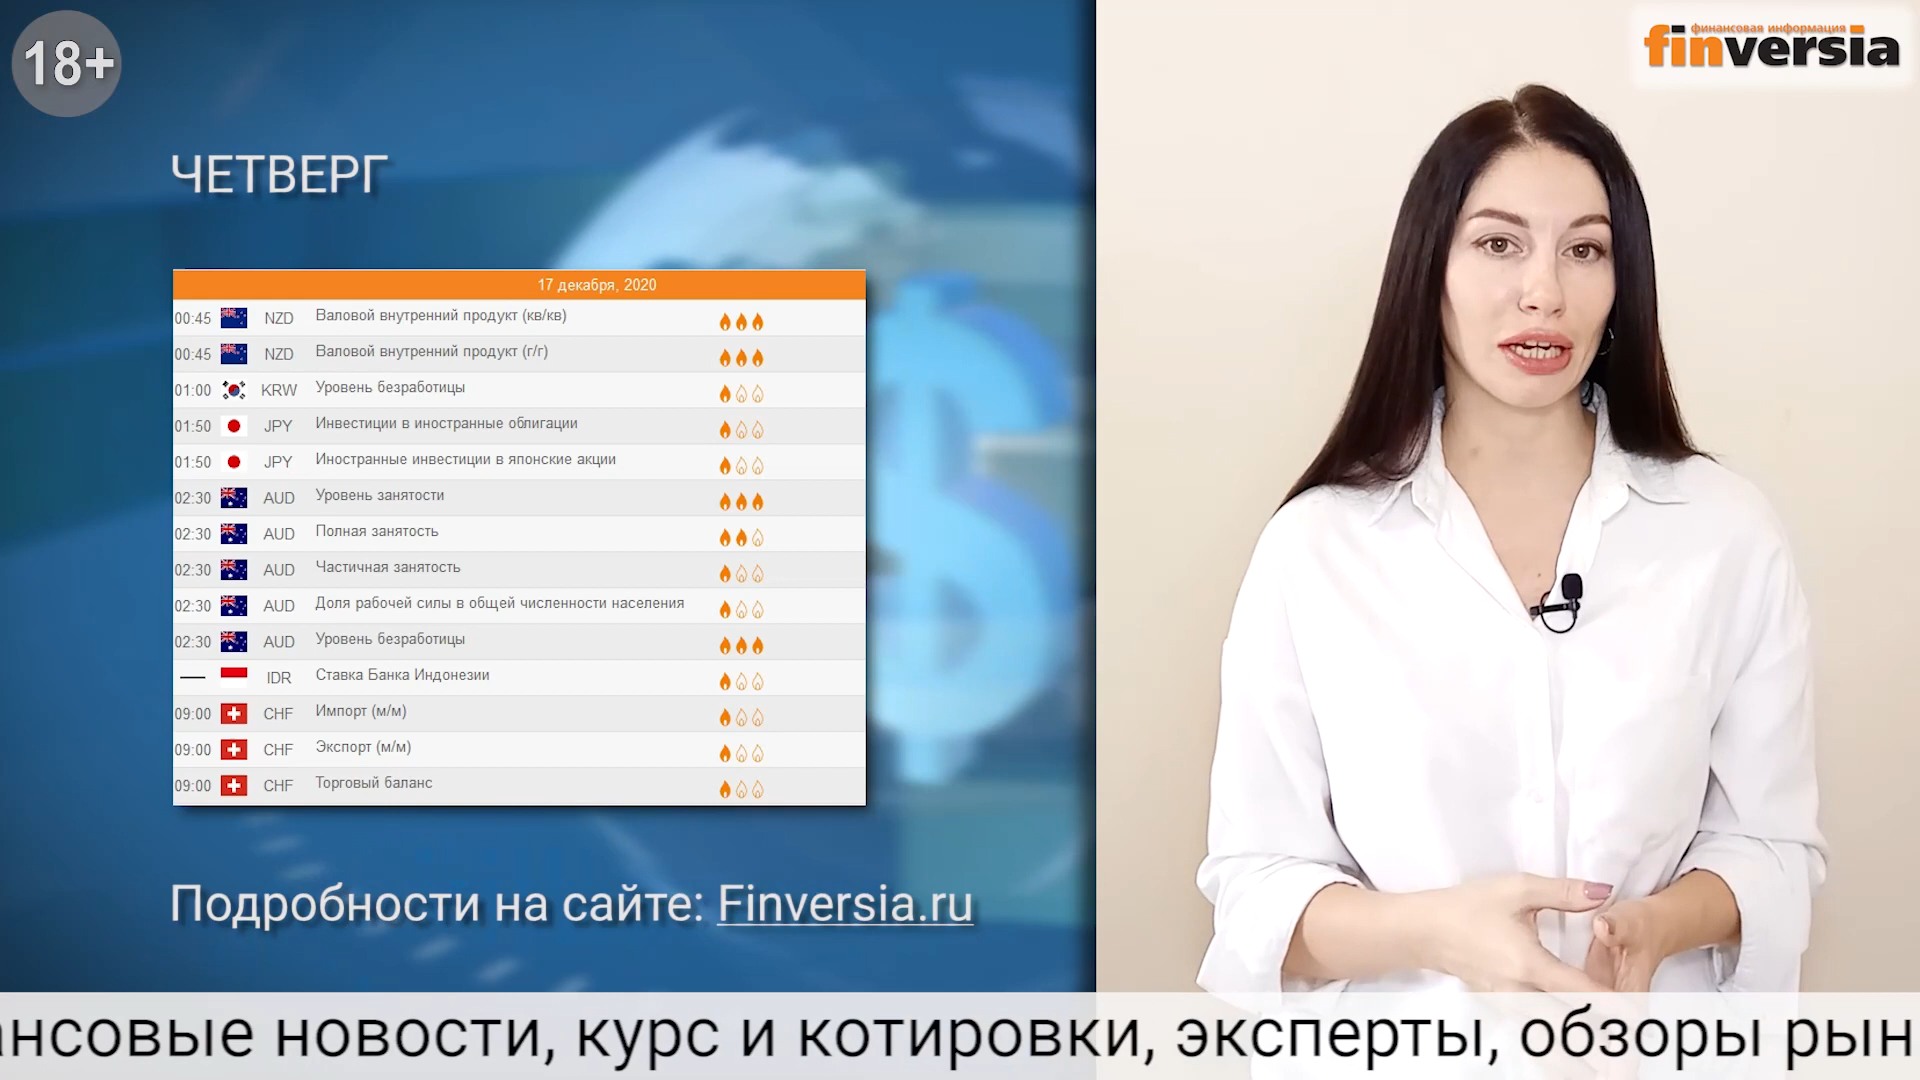 18+
финансовая информация
finversia
ЧЕТВЕРГ
17 декабря, 2020
00:45 NZD Валовой внутренний продукт (кв/кв)
00:45 NZD Валовой внутренний продукт (г/г)
01:00 KRW Уровень безработицы
01:50 JPY Инвестиции в иностранные облигации
01:50 JPY Иностранные инвестиции в японские акции
02:30 AUD Уровень занятости
02:30 AUD Полная занятость
02:30 AUD Частичная занятость
02:30 AUD Доля рабочей силы в общей численности населения
02:30 AUD Уровень безработицы
— IDR Ставка Банка Индонезии
09:00 CHF Импорт (м/м)
09:00 CHF Экспорт (м/м)
09:00 CHF Торговый баланс
Подробности на сайте: Finversia.ru
ансовые новости, курс и котировки, эксперты, обзоры рын